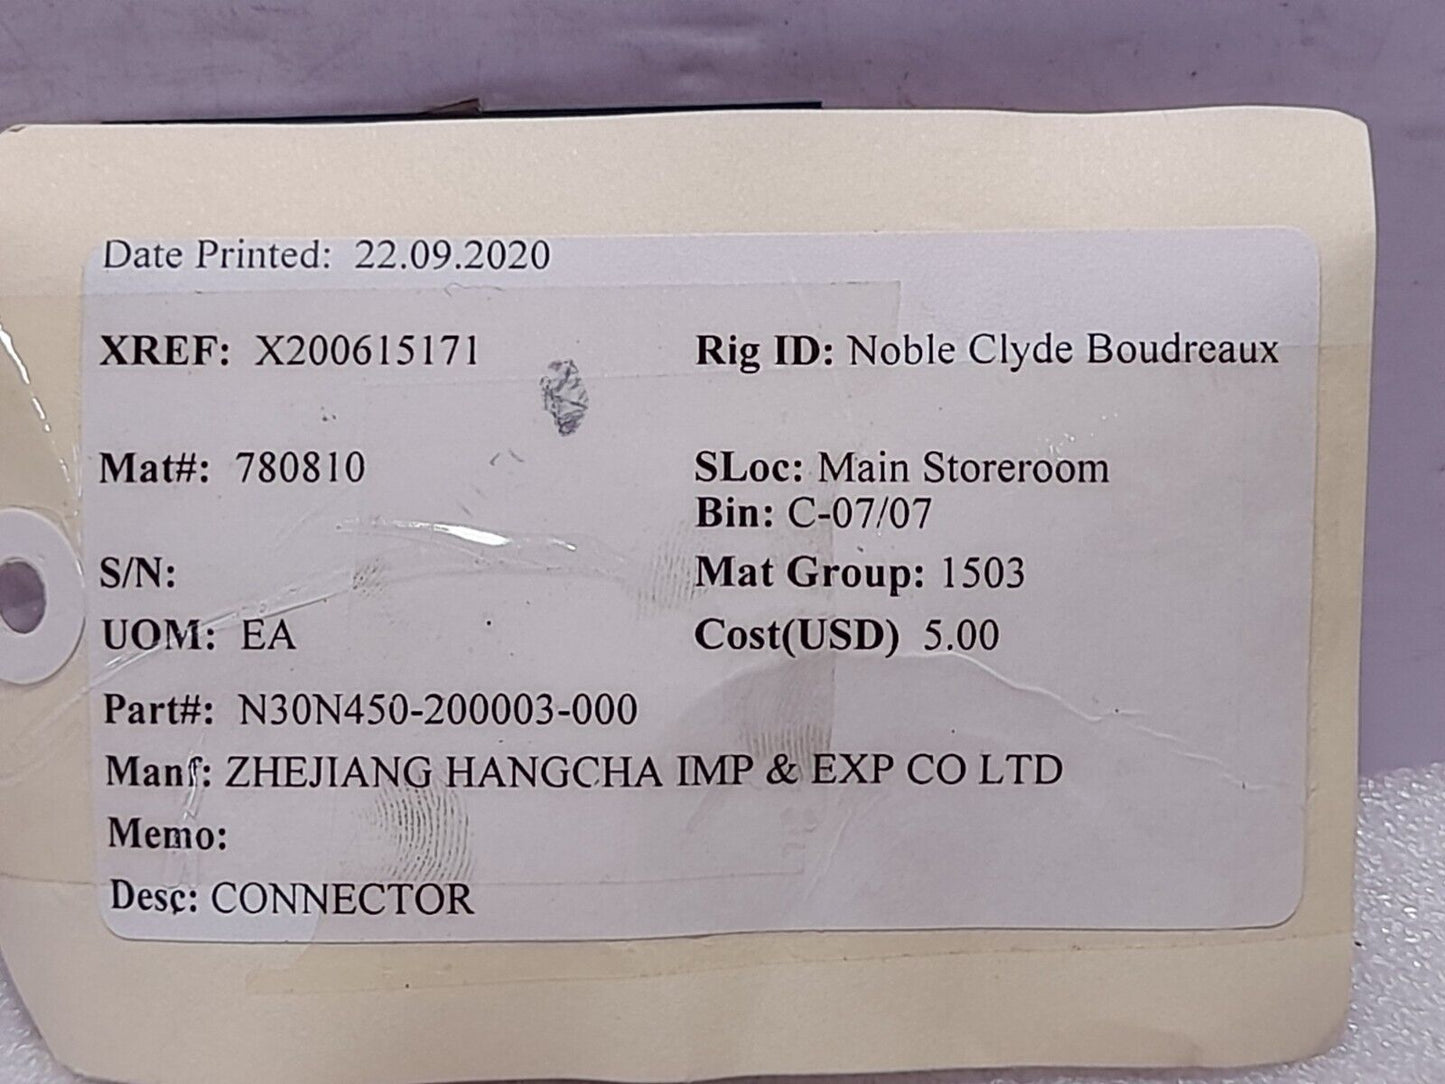 Date Printed: 22.09.2020
XREF: X200615171 Rig ID: Noble Clyde Boudreaux
Mat#: 780810 SLoc: Main Storeroom
Bin: C-07/07
S/N: Mat Group: 1503
UOM: EA Cost(USD) 5.00
Part#: N30N450-200003-000
Manf: ZHEJIANG HANGCHA IMP & EXP CO LTD
Memo:
Desc: CONNECTOR